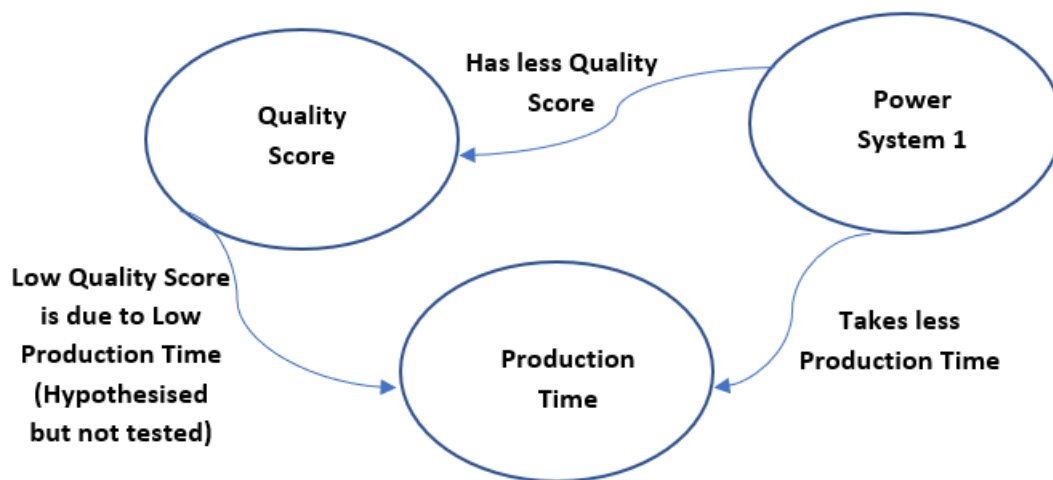 Has less Quality
Score
Quality
Score
Power
System 1
Low Quality Score
is due to Low
Production Time
(Hypothesised
but not tested)
Production
Time
Takes less
Production Time